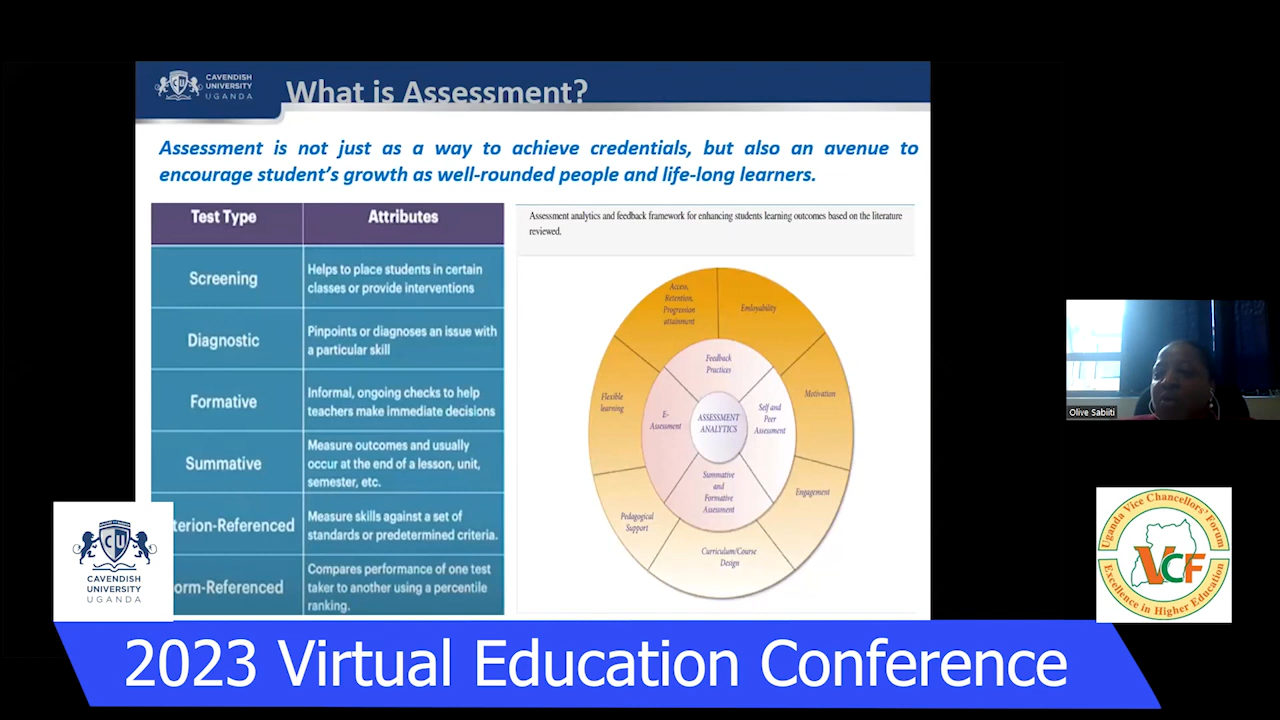 CAVENDISH
UNIVERSITY
UGANDA
What is Assessment?
Assessment is not just as a way to achieve credentials, but also an avenue to
encourage student's growth as well-rounded people and life-long learners.
Test Type
Attributes
Screening
Helps to place students in certain
classes or provide interventions
Diagnostic
Pinpoints or diagnoses an issue with
a particular skill
Formative
Informal, ongoing checks to help
teachers make immediate decisions
Summative
Measure outcomes and usually
occur at the end of a lesson, unit,
semester, etc.
terion-Referenced
Measure skills against a set of
standards or predetermined criteria.
orm-Referenced
Compares performance of one test
taker to another using a percentile
ranking.
Assessment analytics and feedback framework for enhancing students learning outcomes based on the literature
reviewed.
Access,
Retention,
Progression
attainment
Emloyability
Motivation
Engagement
Curriculum/Course
Design
Pedagogical
Support
Flexible
learning
Feedback
Practices
Self and
Peer
Assessment
Summative
and
Formative
Assessment
E-
Assessment
ASSESSMENT
ANALYTICS
Olive Sabiiti
CU
CAVENDISH
UNIVERSITY
UGANDA
Uganda Vice Chancellors' Forum
VCF
Excellence in Higher Education
2023 Virtual Education Conference